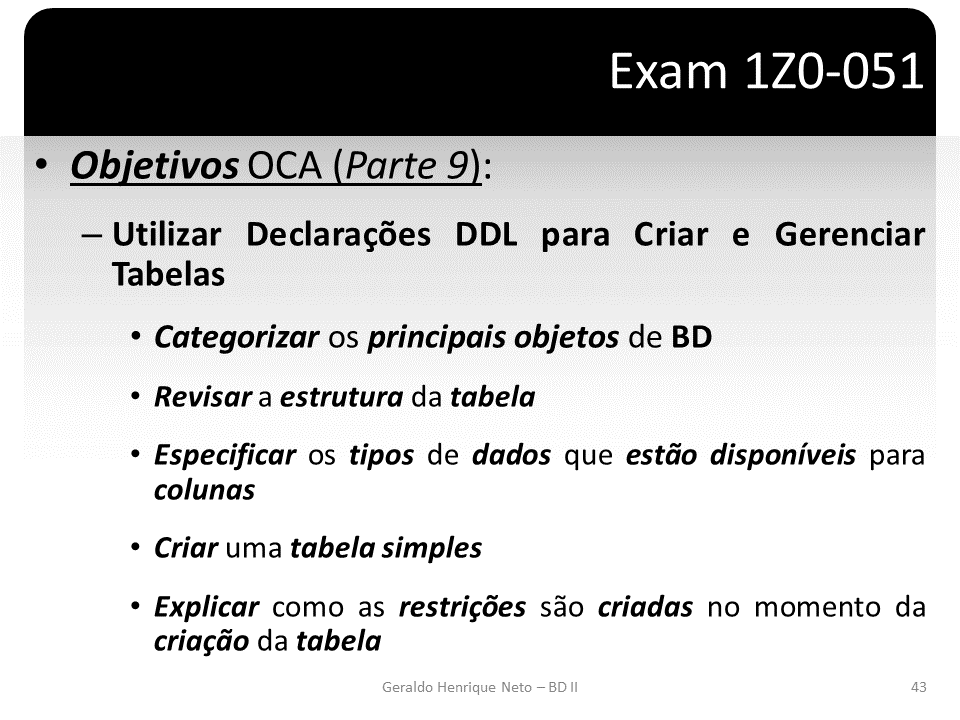 Exam 1Z0-051
• Objetivos OCA (Parte 9):
– Utilizar Declarações DDL para Criar e Gerenciar
Tabelas
• Categorizar os principais objetos de BD
• Revisar a estrutura da tabela
• Especificar os tipos de dados que estão disponíveis para
colunas
• Criar uma tabela simples
• Explicar como as restrições são criadas no momento da
criação da tabela
Geraldo Henrique Neto – BD II
43